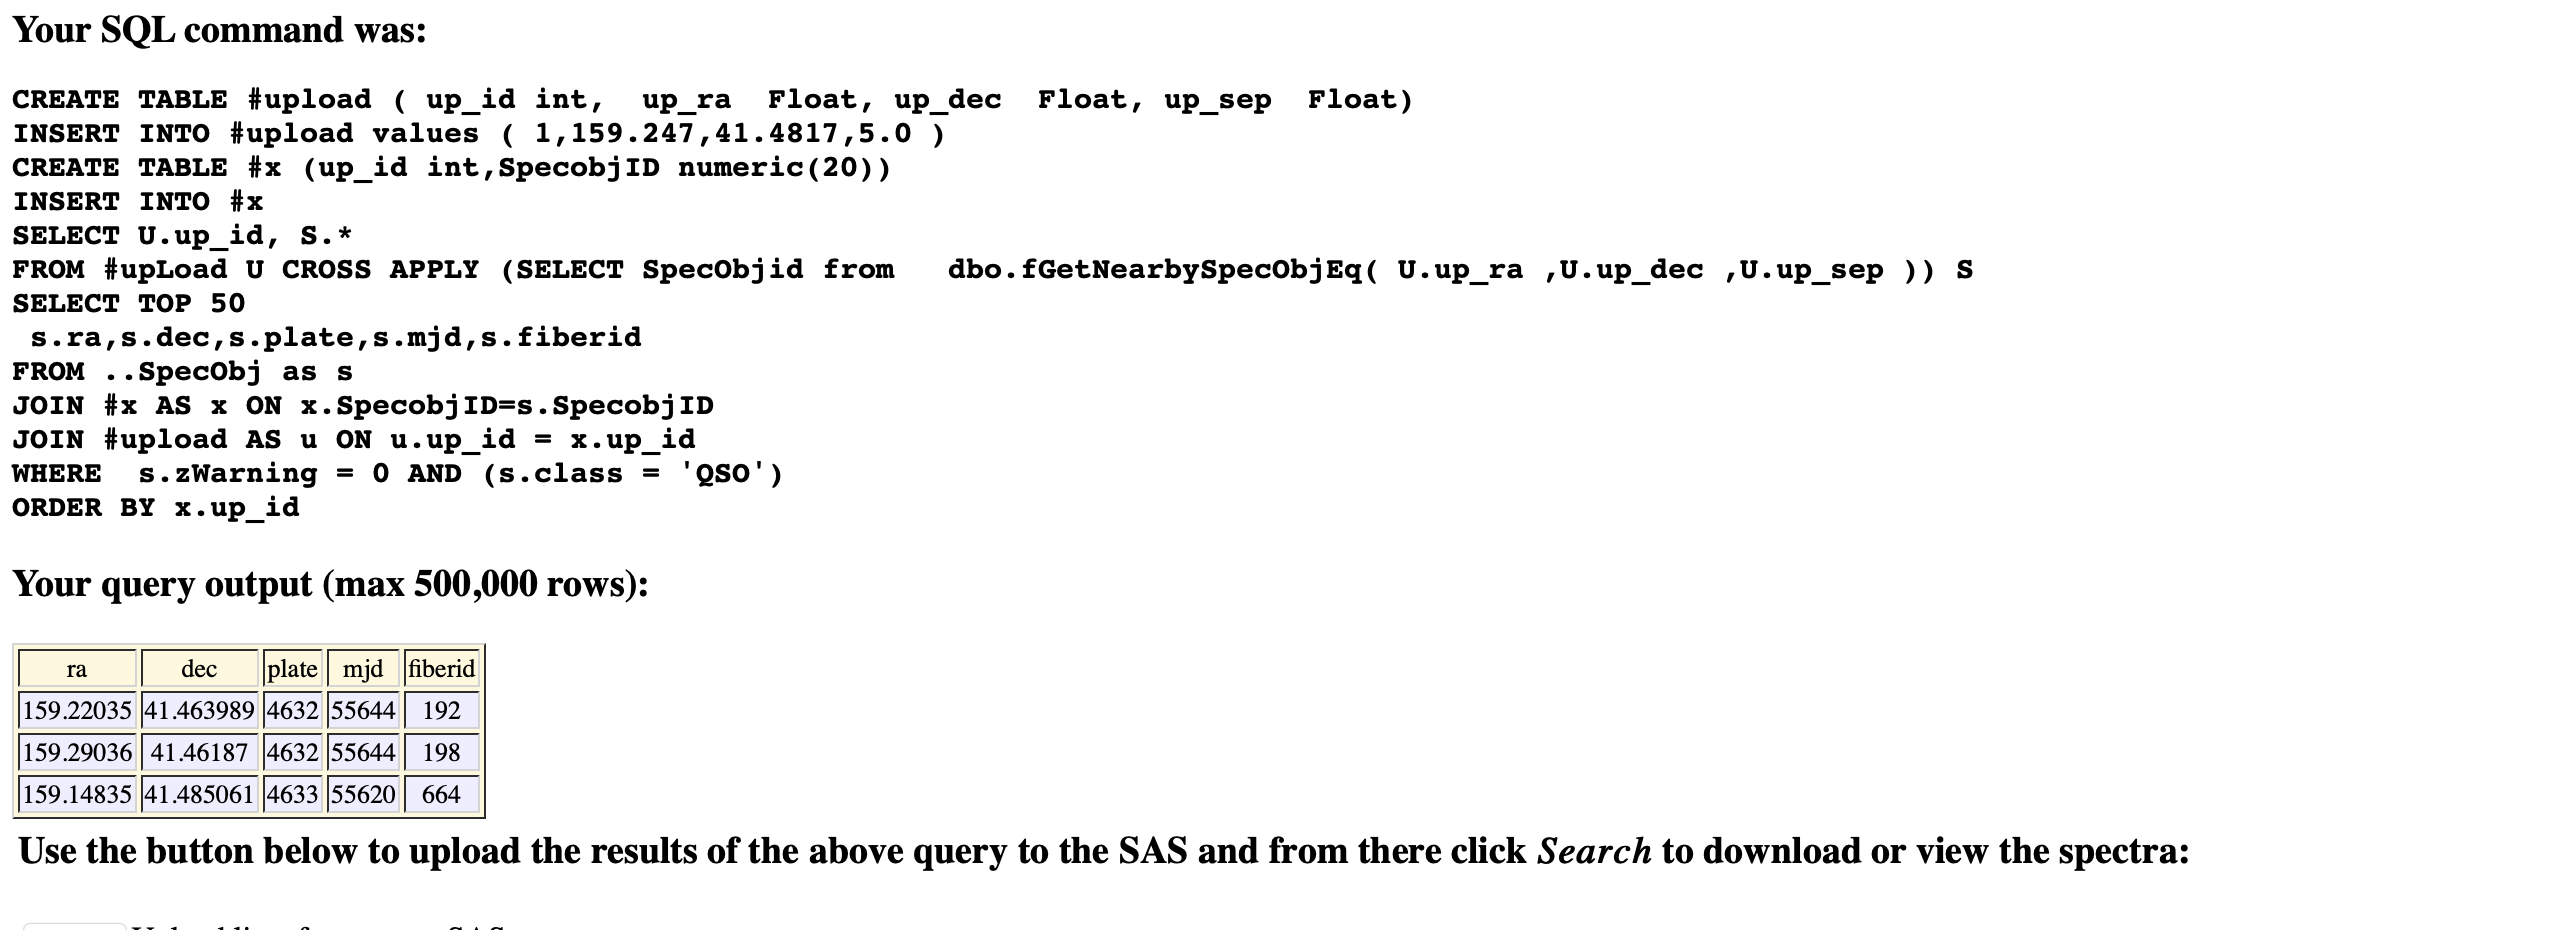 Your SQL command was:
CREATE TABLE #upload ( up_id int,  up_ra  Float, up_dec  Float, up_sep  Float)
INSERT INTO #upload values ( 1,159.247,41.4817,5.0 )
CREATE TABLE #x (up_id int,SpecobjID numeric(20))
INSERT INTO #x
SELECT U.up_id, S.*
FROM #upLoad U CROSS APPLY (SELECT SpecObjid from   dbo.fGetNearbySpecObjEq( U.up_ra ,U.up_dec ,U.up_sep )) S
SELECT TOP 50
 s.ra,s.dec,s.plate,s.mjd,s.fiberid
FROM ..SpecObj as s
JOIN #x AS x ON x.SpecobjID=s.SpecobjID
JOIN #upload AS u ON u.up_id = x.up_id
WHERE  s.zWarning = 0 AND (s.class = 'QSO')
ORDER BY x.up_id
Your query output (max 500,000 rows):
ra dec plate mjd fiberid
159.22035 41.463989 4632 55644 192
159.29036 41.46187 4632 55644 198
159.14835 41.485061 4633 55620 664
Use the button below to upload the results of the above query to the SAS and from there click Search to download or view the spectra: